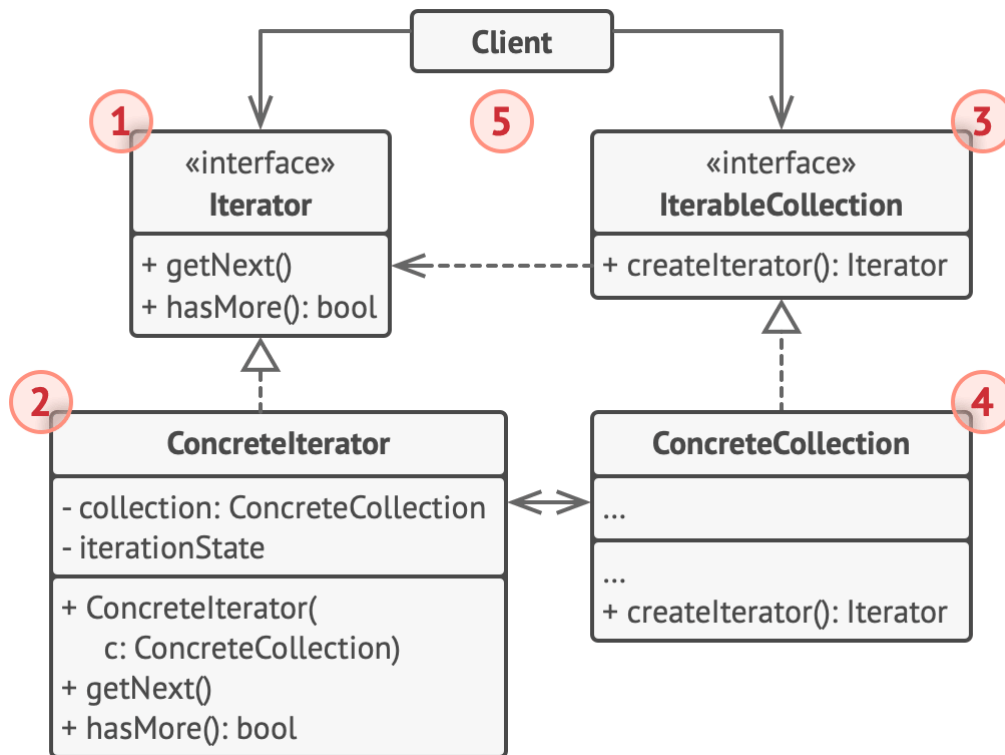 Client
1
5
3
«interface»
Iterator
+ getNext()
+ hasMore(): bool
«interface»
IterableCollection
+ createIterator(): Iterator
2
ConcreteIterator
- collection: ConcreteCollection
- iterationState
+ ConcreteIterator(
c: ConcreteCollection)
+ getNext()
+ hasMore(): bool
4
ConcreteCollection
...
...
+ createIterator(): Iterator